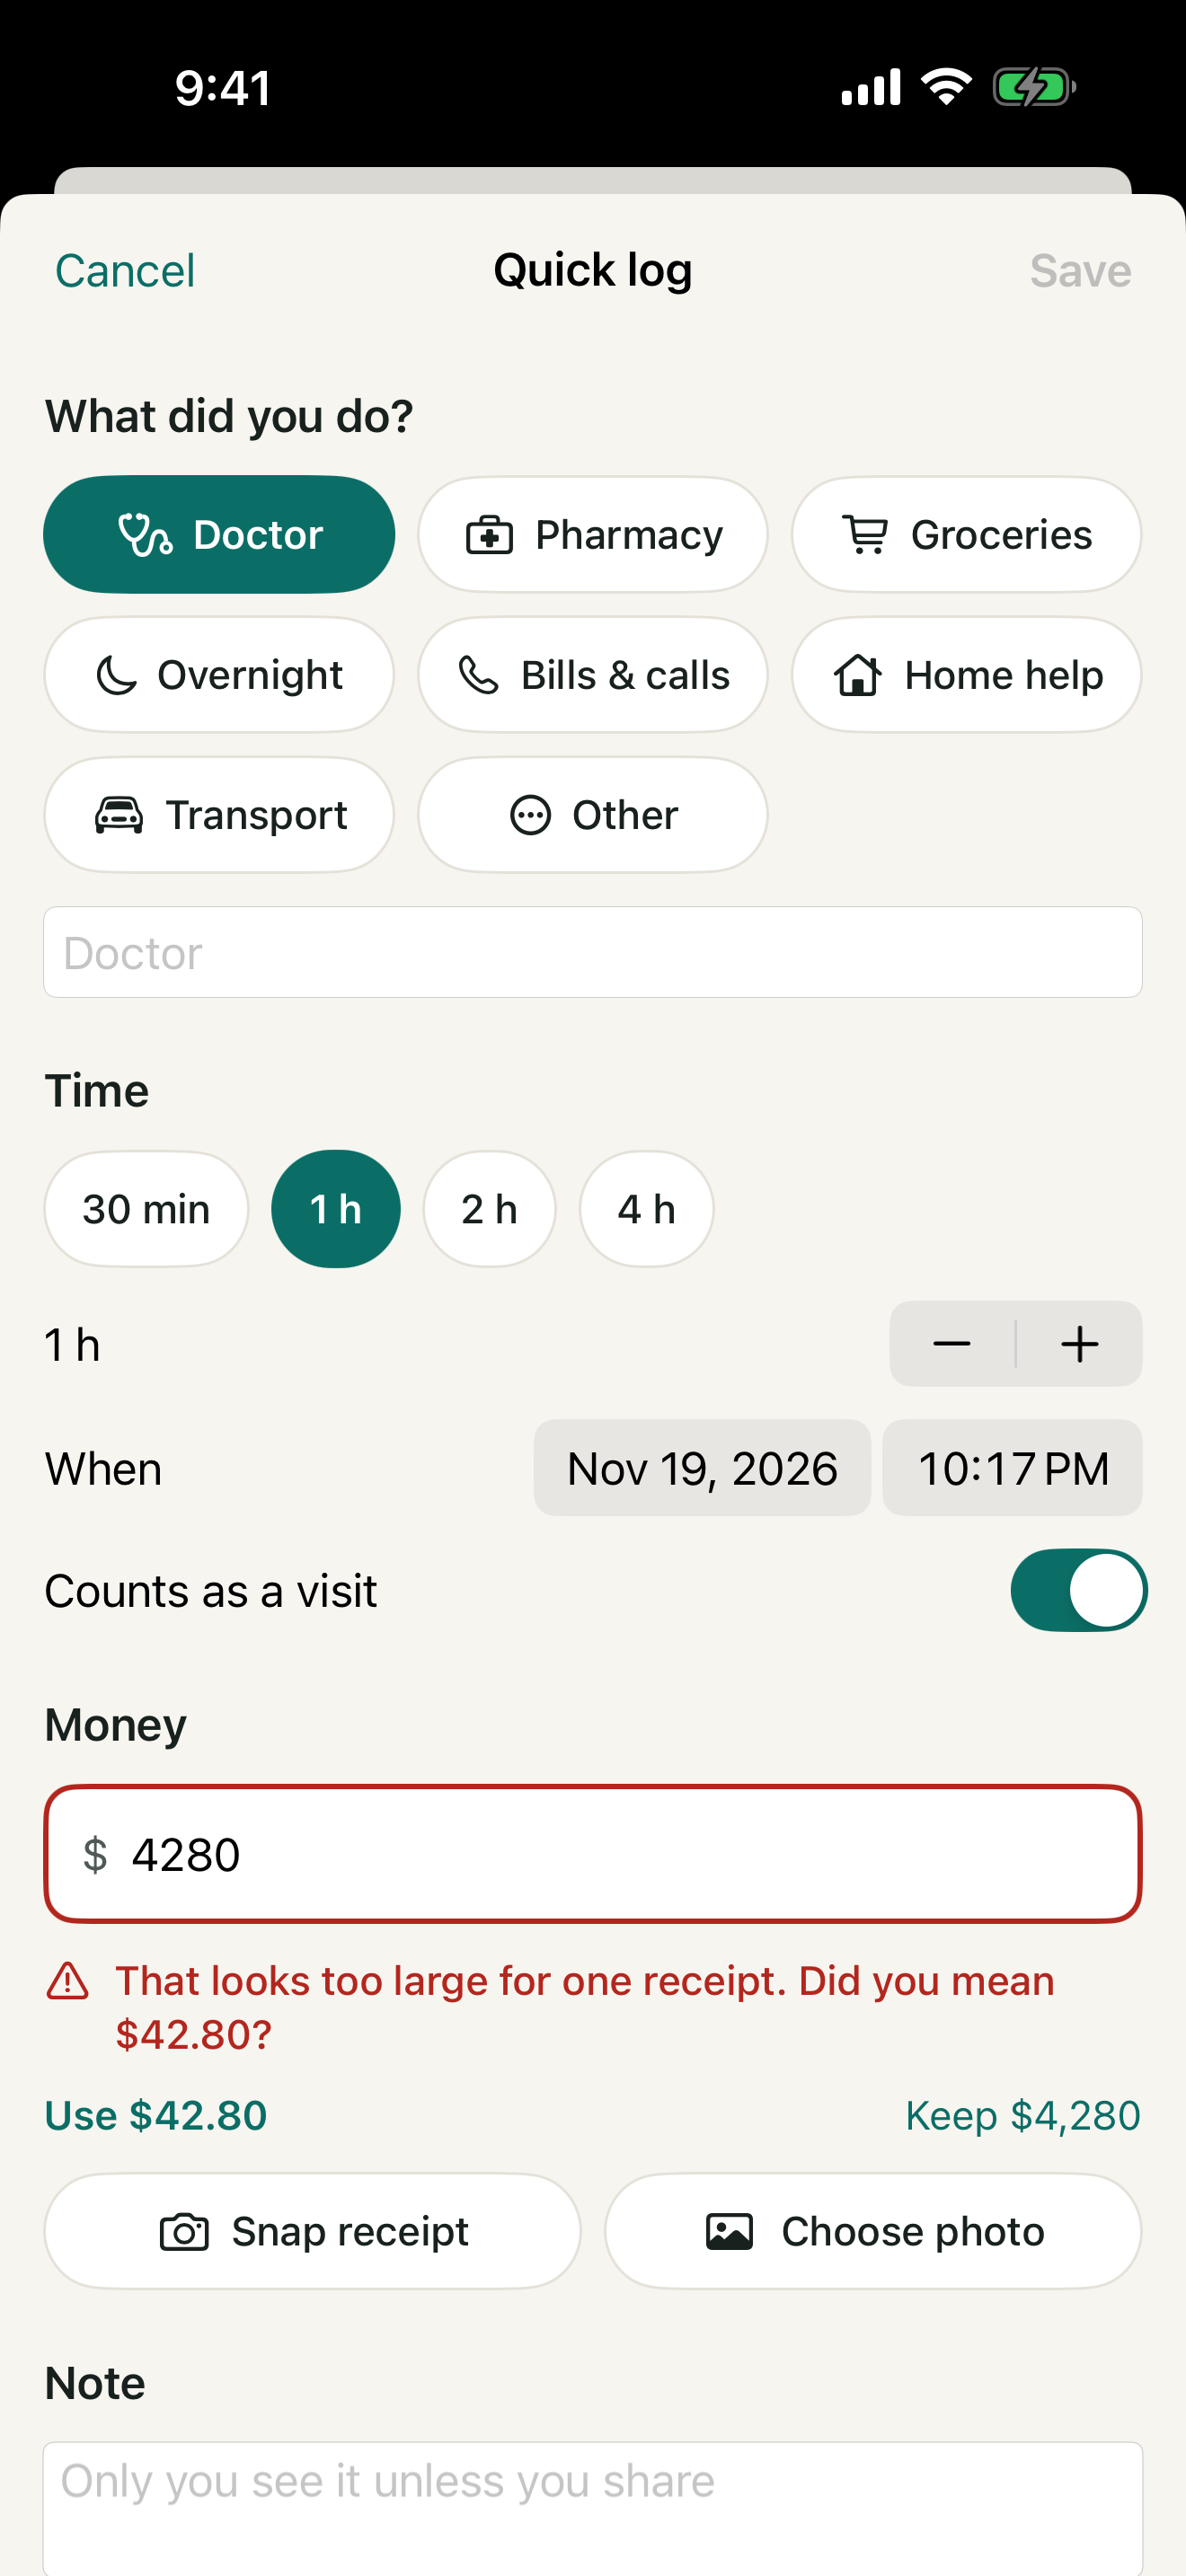 9:41
Cancel
Quick log
Save
What did you do?
Doctor
Pharmacy
Groceries
Overnight
Bills & calls
Home help
Transport
Other
Doctor
Time
30 min
1 h
2 h
4 h
1 h
When
Nov 19, 2026
10:17 PM
Counts as a visit
Money
$ 4280
That looks too large for one receipt. Did you mean
$42.80?
Use $42.80
Keep $4,280
Snap receipt
Choose photo
Note
Only you see it unless you share